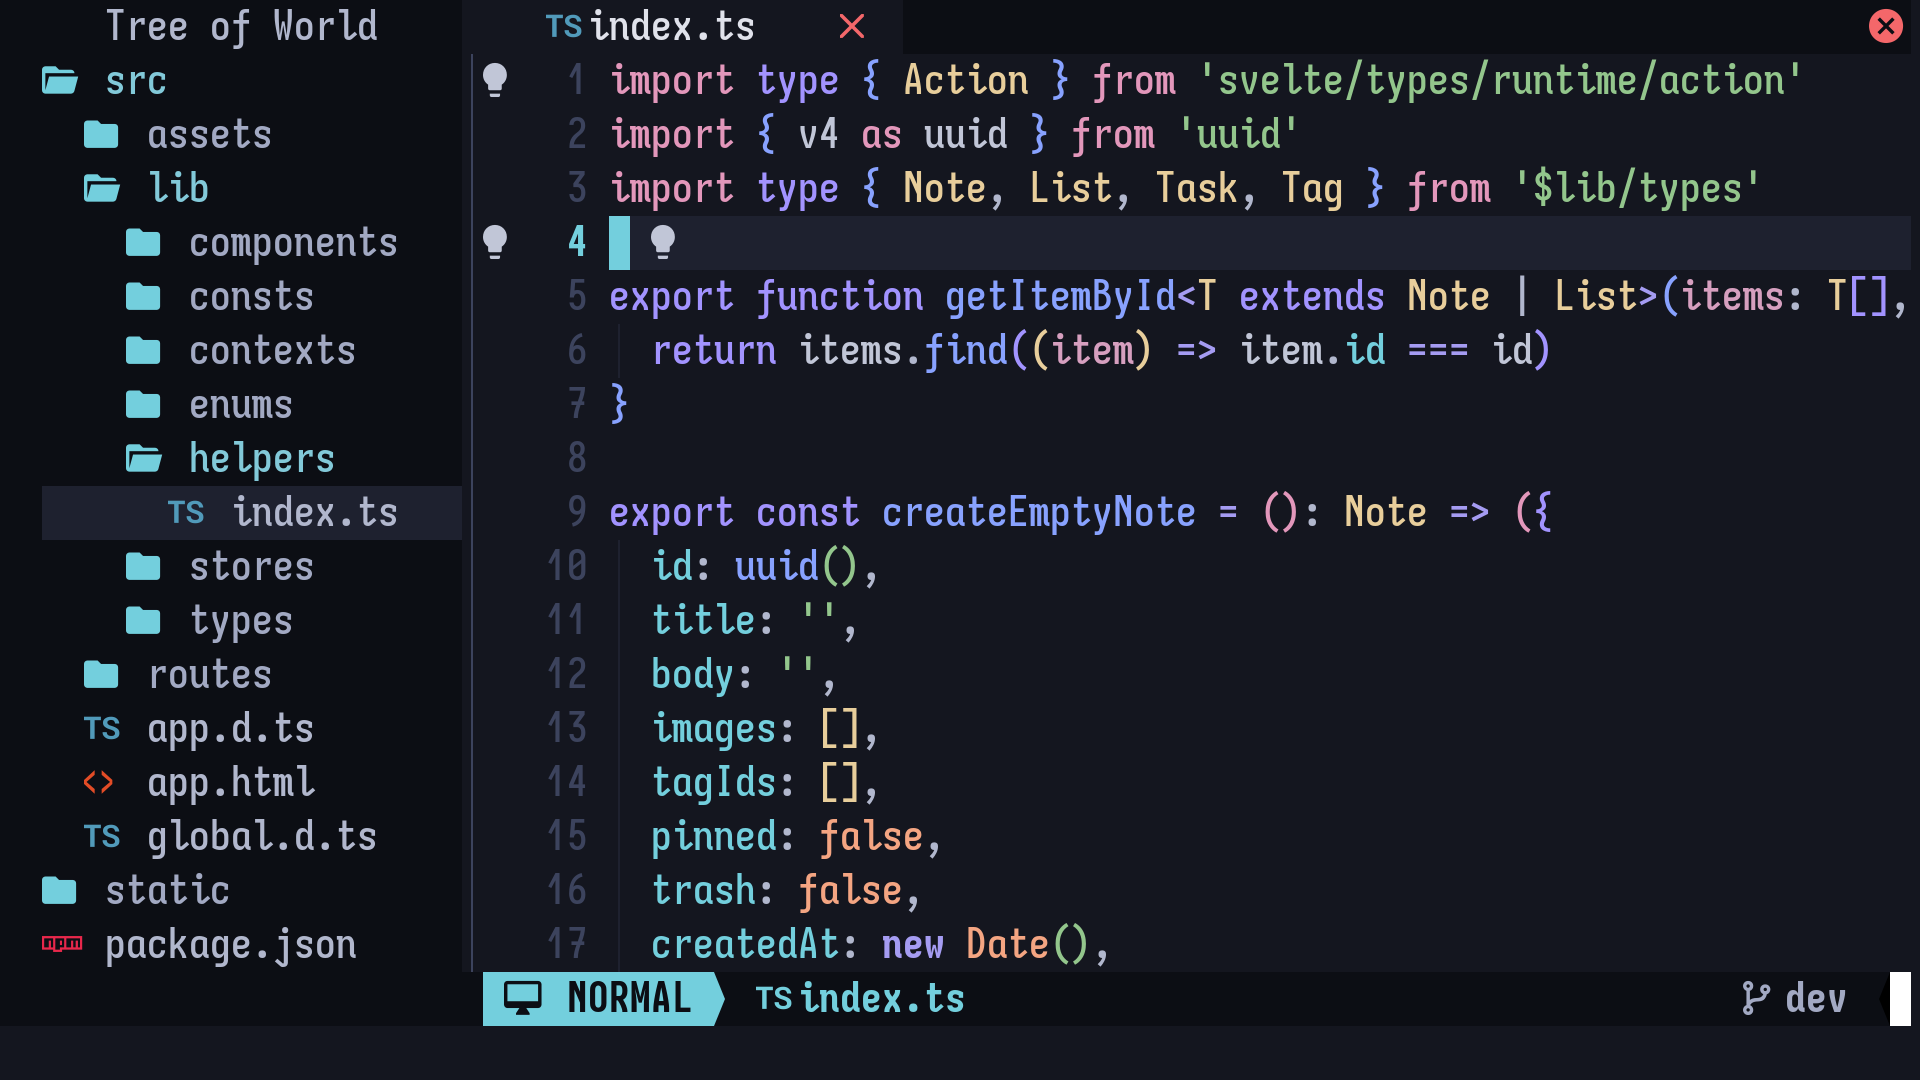 Tree of World
src
assets
lib
components
consts
contexts
enums
helpers
TS index.ts
stores
types
routes
TS app.d.ts
<> app.html
TS global.d.ts
static
npm package.json
TS index.ts
1 import type { Action } from 'svelte/types/runtime/action'
2 import { v4 as uuid } from 'uuid'
3 import type { Note, List, Task, Tag } from '$lib/types'
4
5 export function getItemById<T extends Note | List>(items: T[],
6 return items.find((item) => item.id === id)
7 }
8
9 export const createEmptyNote = (): Note => ({
10 id: uuid(),
11 title: '',
12 body: '',
13 images: [],
14 tagIds: [],
15 pinned: false,
16 trash: false,
17 createdAt: new Date(),
NORMAL TS index.ts dev